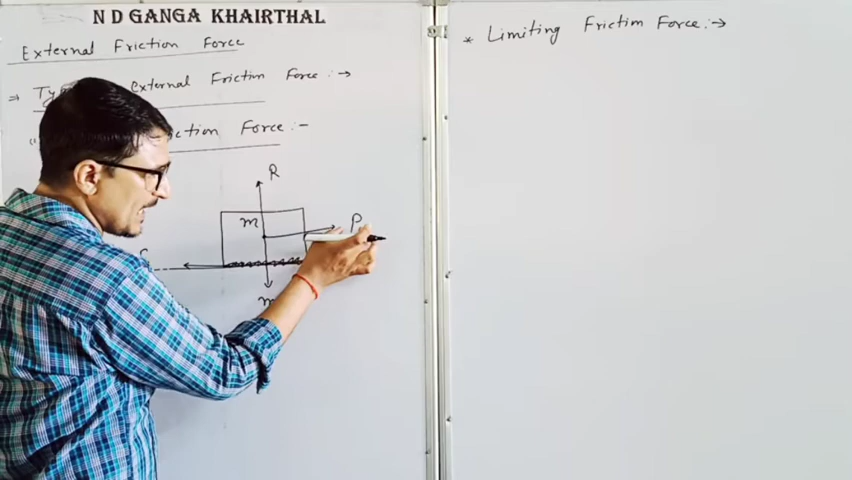 N D GANGA KHAIRTHAL
External Friction Force
⇒ External Friction Force :→
Force :-
R
m
P
* Limiting Frictim Force :→